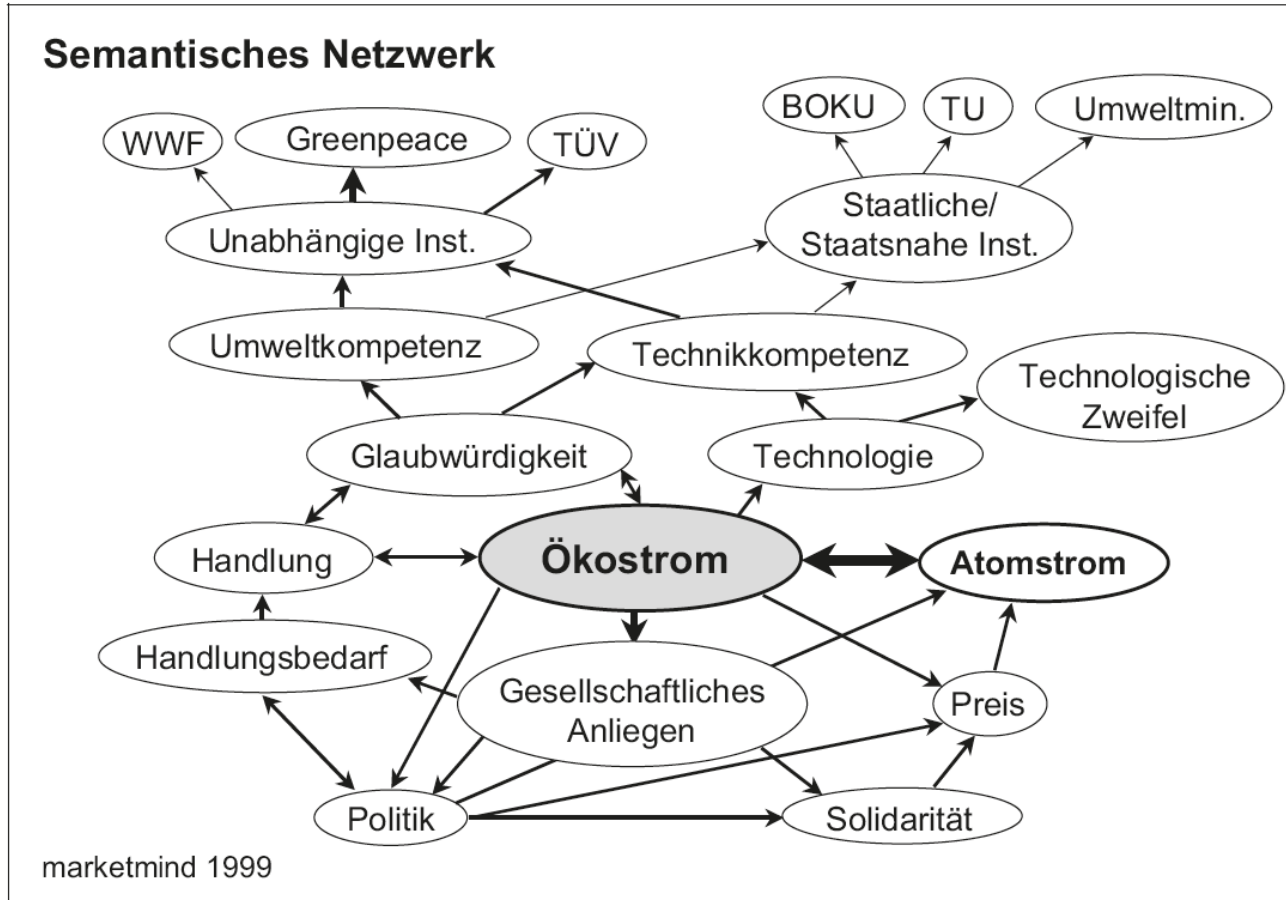 Semantisches Netzwerk
WWF
Greenpeace
TÜV
BOKU
TU
Umweltmin.
Unabhängige Inst.
Staatliche/
Staatsnahe Inst.
Umweltkompetenz
Technikkompetenz
Technologische
Zweifel
Glaubwürdigkeit
Technologie
Handlung
Ökostrom
Atomstrom
Handlungsbedarf
Gesellschaftliches
Anliegen
Preis
Politik
Solidarität
marketmind 1999